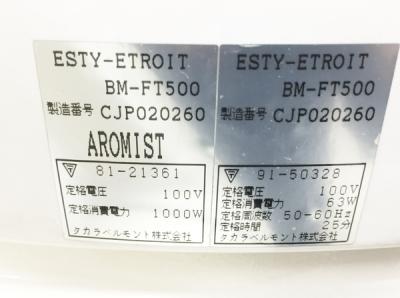 ESTY-ETROIT
BM-FT500
製造番号 CJP020260
AROMIST
81-21361
定格電圧 100V
定格消費電力 1000W
タカラベルモント株式会社
ESTY-ETROIT
BM-FT500
製造番号 CJP020260
91-50328
定格電圧 100V
定格消費電力 63W
定格周波数 50-60Hz
定格時間 25分
タカラベルモント株式会社